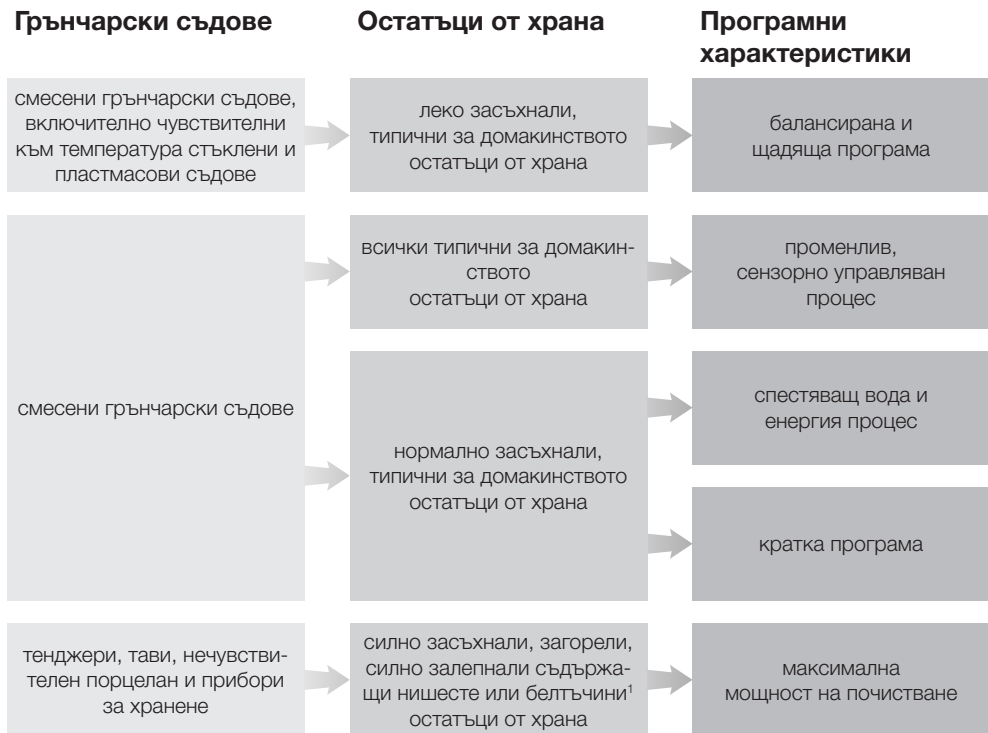 Грънчарски съдове
Остатъци от храна
Програмни
характеристики
смесени грънчарски съдове,
включително чувствителни
към температура стъклени и
пластмасови съдове
леко засъхнали,
типични за домакинството
остатъци от храна
балансирана и
щадяща програма
смесени грънчарски съдове
всички типични за домакин-
ството
остатъци от храна
променлив,
сензорно управляван
процес
нормално засъхнали,
типични за домакинството
остатъци от храна
спестяващ вода и
енергия процес
кратка програма
тенджери, тави, нечувстви-
телен порцелан и прибори
за хранене
силно засъхнали, загорели,
силно залепнали съдържа-
щи нишесте или белтъчини¹
остатъци от храна
максимална
мощност на почистване